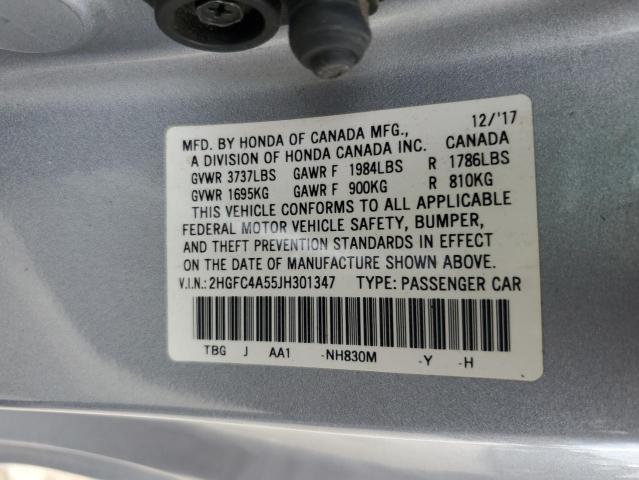 12/'17
MFD. BY HONDA OF CANADA MFG., CANADA
A DIVISION OF HONDA CANADA INC.
GVWR 3737LBS GAWR F 1984LBS R 1786LBS
GVWR 1695KG GAWR F 900KG R 810KG
THIS VEHICLE CONFORMS TO ALL APPLICABLE
FEDERAL MOTOR VEHICLE SAFETY, BUMPER,
AND THEFT PREVENTION STANDARDS IN EFFECT
ON THE DATE OF MANUFACTURE SHOWN ABOVE.
V.I.N.: 2HGFC4A55JH301347 TYPE: PASSENGER CAR
TBG J AA1 -NH830M -Y -H